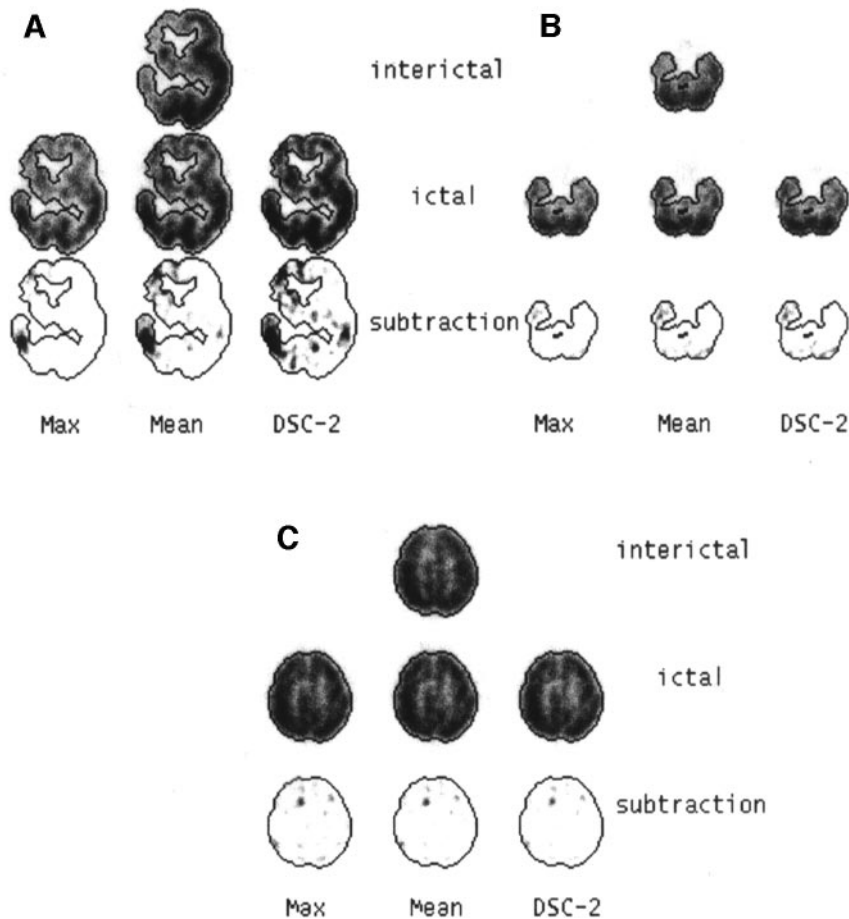 A
B
interictal
ictal
subtraction
Max Mean DSC-2
Max Mean DSC-2
C
interictal
ictal
subtraction
Max Mean DSC-2